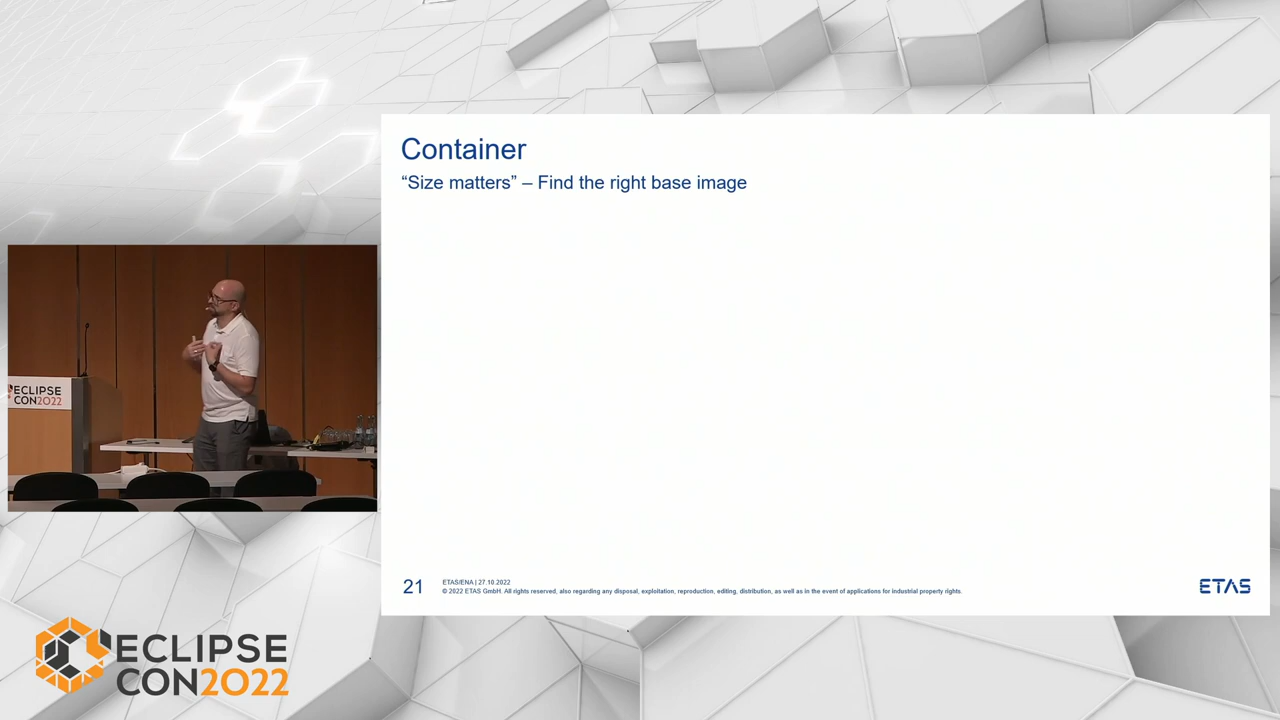 Container
“Size matters” – Find the right base image
ECLIPSE
CON2022
21
ETAS/ENA | 27.10.2022
© 2022 ETAS GmbH. All rights reserved, also regarding any disposal, exploitation, reproduction, editing, distribution, as well as in the event of applications for industrial property rights.
ETAS
ECLIPSE
CON2022